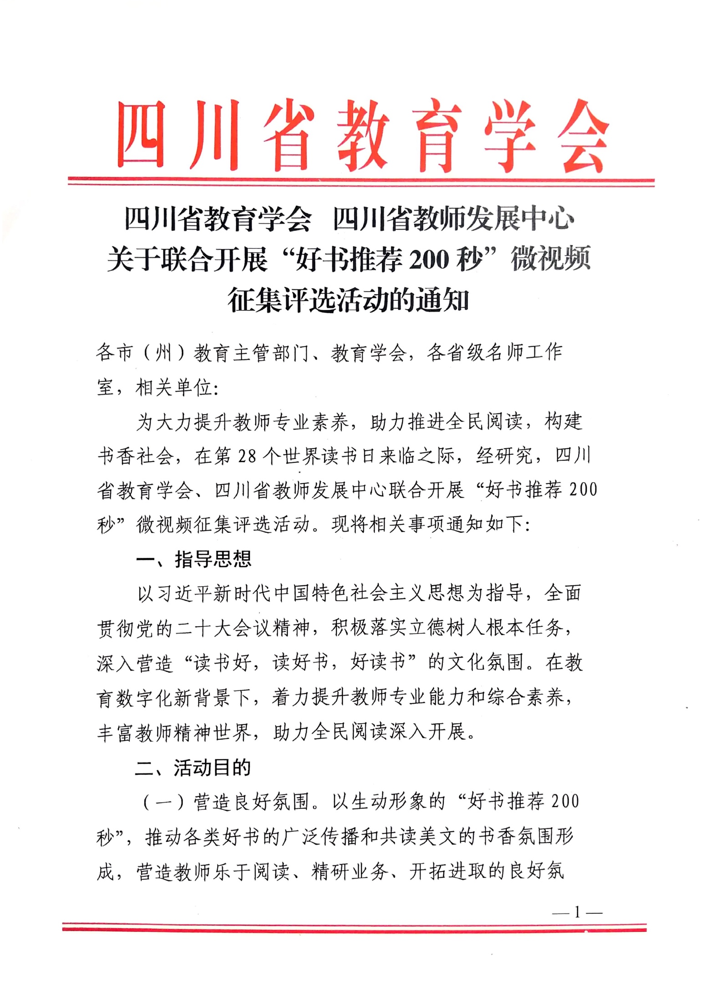 四川省教育学会
四川省教育学会 四川省教师发展中心
关于联合开展“好书推荐 200 秒”微视频
征集评选活动的通知
各市（州）教育主管部门、教育学会，各省级名师工作
室，相关单位：
为大力提升教师专业素养，助力推进全民阅读，构建
书香社会，在第 28 个世界读书日来临之际，经研究，四川
省教育学会、四川省教师发展中心联合开展“好书推荐 200
秒”微视频征集评选活动。现将相关事项通知如下：
一、指导思想
以习近平新时代中国特色社会主义思想为指导，全面
贯彻党的二十大会议精神，积极落实立德树人根本任务，
深入营造“读书好，读好书，好读书”的文化氛围。在教
育数字化新背景下，着力提升教师专业能力和综合素养，
丰富教师精神世界，助力全民阅读深入开展。
二、活动目的
（一）营造良好氛围。以生动形象的“好书推荐 200
秒”，推动各类好书的广泛传播和共读美文的书香氛围形
成，营造教师乐于阅读、精研业务、开拓进取的良好氛
— 1 —